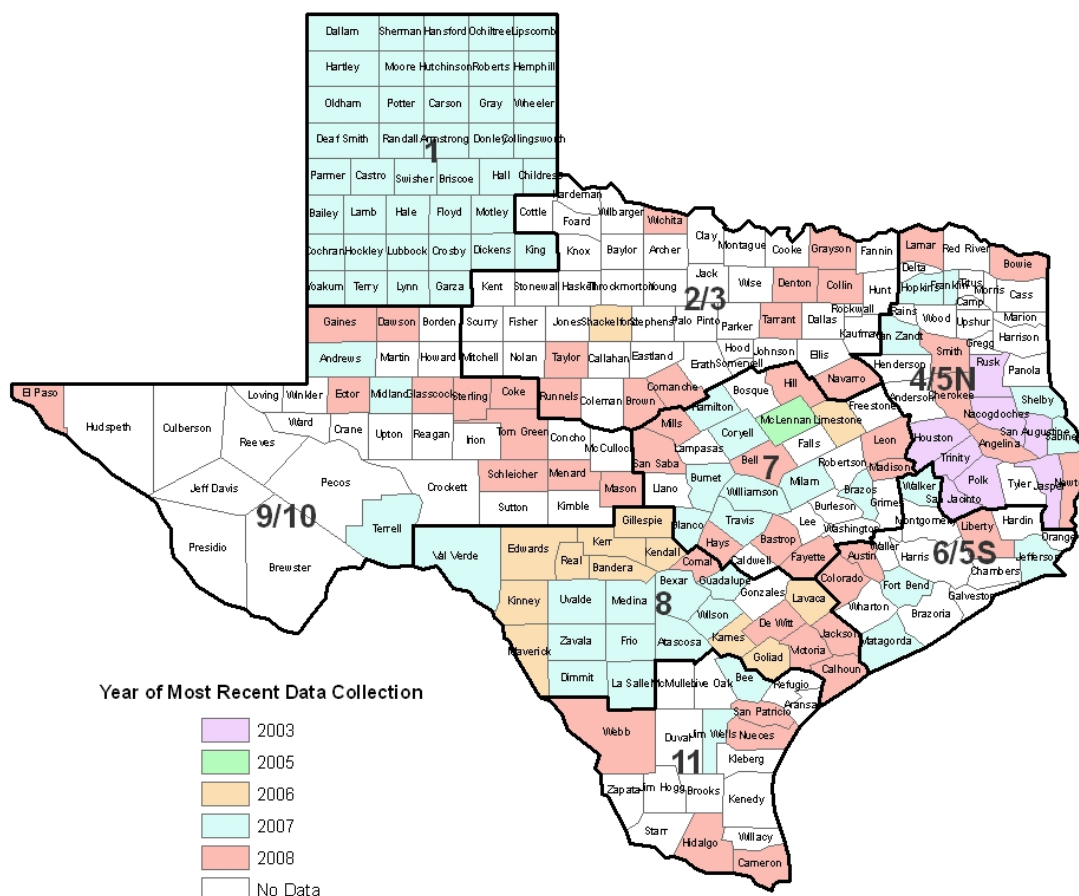 Dallam Sherman Hansford Ochiltree Lipscomb
Hartley Moore Hutchinson Roberts Hemphill
Oldham Potter Carson Gray Wheeler
Deaf Smith Randall Armstrong Donley Collingsworth
1
Parmer Castro Swisher Briscoe Hall Childress
Hardeman
Bailey Lamb Hale Floyd Motley Cottle Foard Wilbarger Wichita
Clay Montague Cooke Grayson Fannin Lamar Red River Bowie
Cochran Hockley Lubbock Crosby Dickens King Knox Baylor Archer
Delta Hopkins Franklin Titus Morris Cass
Yoakum Terry Lynn Garza Kent Stonewall Haskell Throckmorton Young Jack Wise Denton Collin Hunt
2/3
Rockwall Rains Wood Camp Upshur Marion
Gaines Dawson Borden Scurry Fisher Jones Shackelford Stephens Palo Pinto Parker Tarrant Dallas Kaufman Van Zandt Gregg Harrison
Andrews Martin Howard Mitchell Nolan Taylor Callahan Eastland Erath Hood Somervell Johnson Ellis Henderson Smith Rusk Panola
4/5N
El Paso Loving Winkler Ector Midland Glasscock Sterling Coke Runnels Coleman Brown Comanche Bosque Hill Navarro Anderson Cherokee Shelby
Hudspeth Culberson Reeves Ward Crane Upton Reagan Irion Tom Green Concho McCulloch Mills Hamilton McLennan Limestone Freestone Nacogdoches San Augustine Sabine
San Saba Lampasas Coryell Falls Leon Houston Angelina
7
Jeff Davis Pecos Crockett Schleicher Menard Mason Llano Burnet Bell Milam Robertson Madison Trinity Polk Tyler Jasper Newton
9/10
Sutton Kimble Williamson Brazos Grimes Walker San Jacinto
Presidio Brewster Terrell Blanco Travis Lee Burleson Washington Montgomery Liberty Hardin Orange
Val Verde Edwards Gillespie Kerr Kendall Hays Bastrop Fayette Austin Waller Harris Jefferson
6/5S
Real Bandera Comal Caldwell Colorado Chambers
Kinney Uvalde Medina Bexar Guadalupe Gonzales Lavaca Fort Bend Galveston
8
Wilson Wharton Brazoria
Maverick Zavala Frio Atascosa Karnes De Witt Jackson Matagorda
Victoria
Goliad Calhoun
Dimmit La Salle McMullen Live Oak Bee Refugio
Aransas
San Patricio
Webb Duval Jim Wells Nueces
11
Kleberg
Zapata Jim Hogg Brooks Kenedy
Starr Willacy
Hidalgo
Cameron
Year of Most Recent Data Collection
2003
2005
2006
2007
2008
No Data